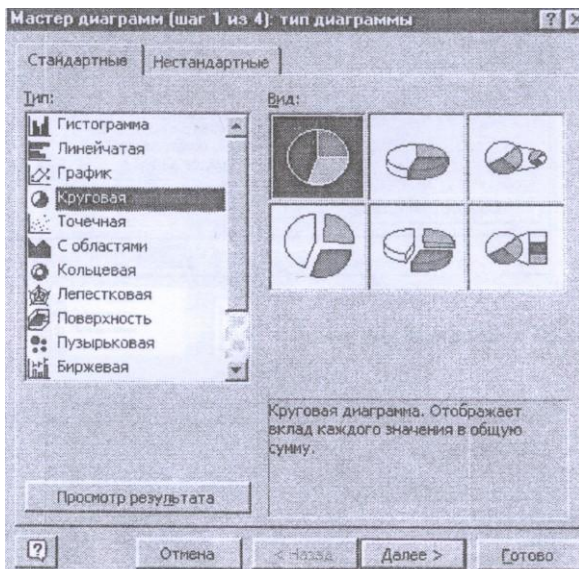 Мастер диаграмм (шаг 1 из 4): тип диаграммы
Стандартные Нестандартные
Тип:
Гистограмма
Линейчатая
График
Круговая
Точечная
С областями
Кольцевая
Лепестковая
Поверхность
Пузырьковая
Биржевая
Вид:
Круговая диаграмма. Отображает
вклад каждого значения в общую
сумму.
Просмотр результата
Отмена < Назад Далее > Готово